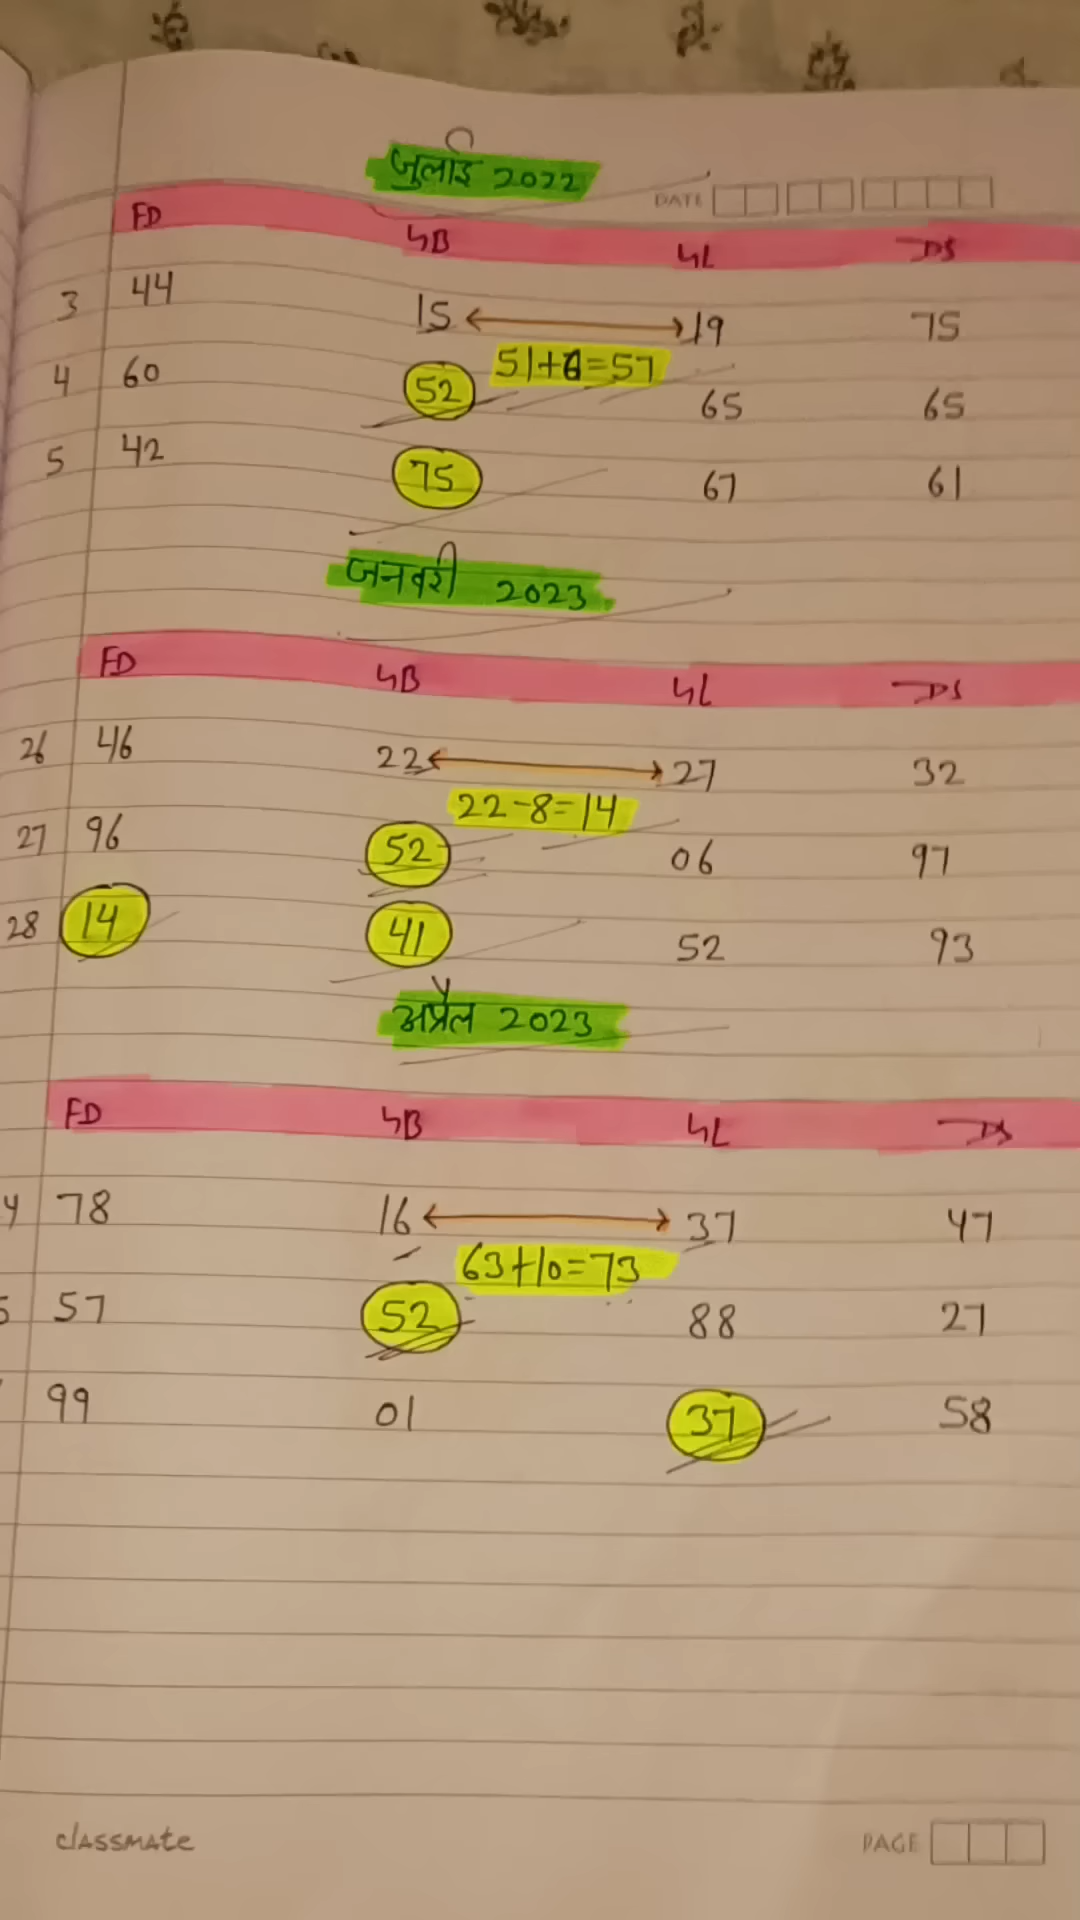 जुलाई 2022
DATE
FD GB GL DS
3 44 15 19 75
51+6=57
4 60 52 65 65
5 42 75 67 61
जनवरी 2023
FD GB GL DS
26 46 22 27 32
22-8=14
27 96 52 06 97
28 14 41 52 93
अप्रैल 2023
FD GB GL DS
4 78 16 37 47
63+10=73
5 57 52 88 27
99 01 37 58
classmate
PAGE